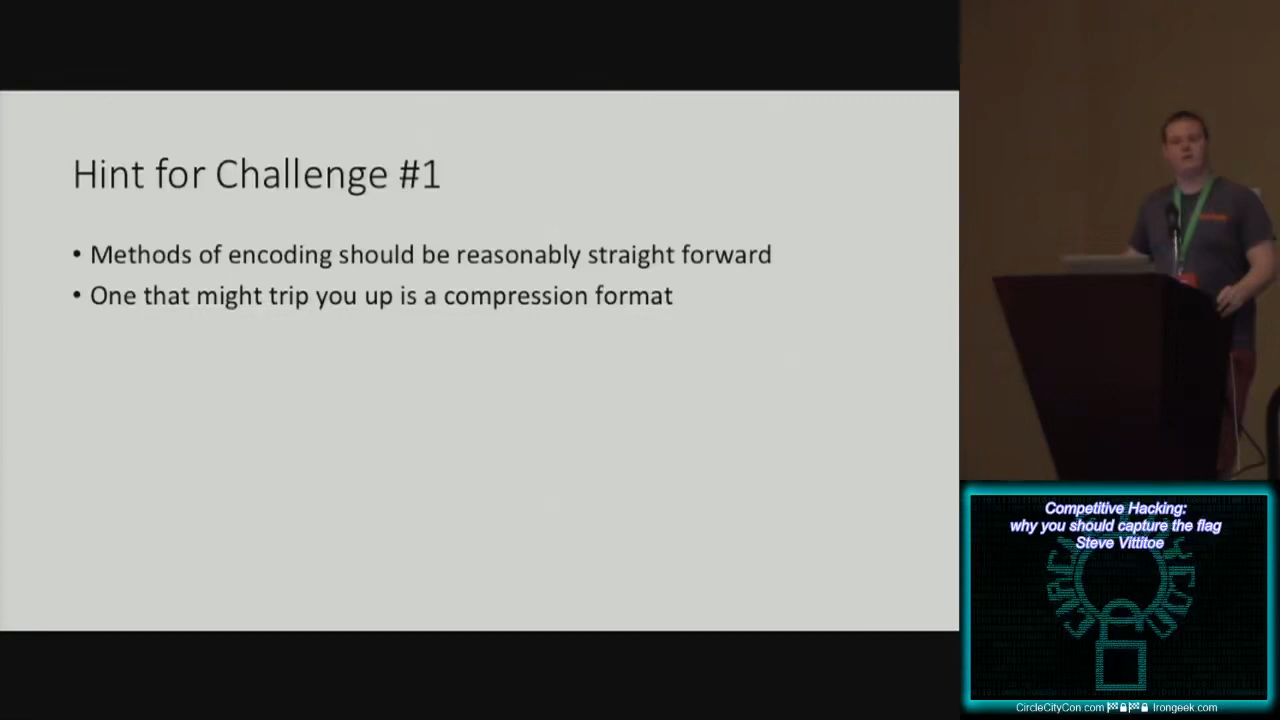 Hint for Challenge #1
• Methods of encoding should be reasonably straight forward
• One that might trip you up is a compression format
Competitive Hacking:
why you should capture the flag
Steve Vittitoe
CircleCityCon.com Irongeek.com